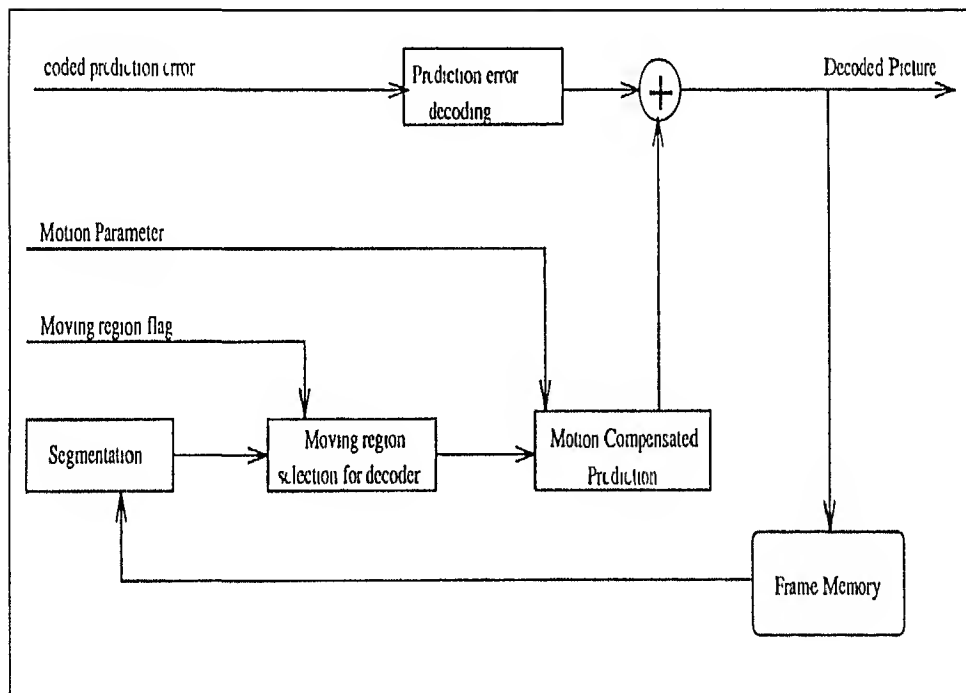 coded prediction error
Prediction error
decoding
+
Decoded Picture
Motion Parameter
Moving region flag
Segmentation
Moving region
selection for decoder
Motion Compensated
Prediction
Frame Memory